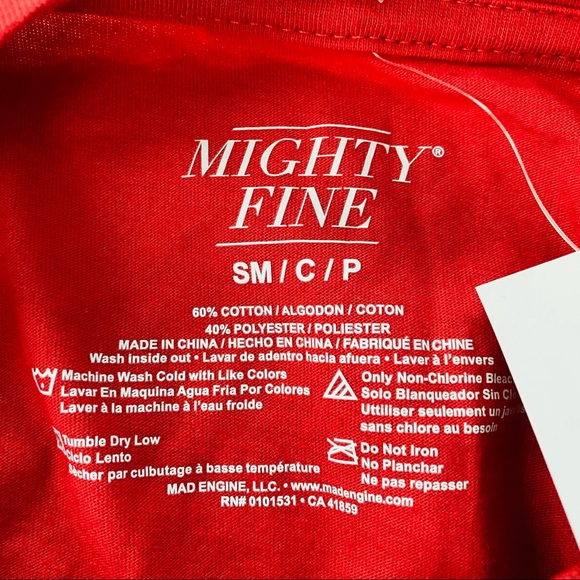 MIGHTY®
FINE
SM / C / P
60% COTTON / ALGODON / COTON
40% POLYESTER / POLIESTER
MADE IN CHINA / HECHO EN CHINA / FABRIQUÉ EN CHINE
Wash inside out • Lavar de adentro hacia afuera • Laver à l'envers
Machine Wash Cold with Like Colors
Lavar En Maquina Agua Fria Por Colores
Laver à la machine à l'eau froide
Only Non-Chlorine
Solo Blanqueador Sin
Uttiliser seulement un
sans chlore au besoin
Tumble Dry Low
Ciclo Lento
Sécher par culbutage à basse température
Do Not Iron
No Planchar
Ne pas repasser
MAD ENGINE, LLC. • www.madengine.com
RN# 0101531 • CA 41859